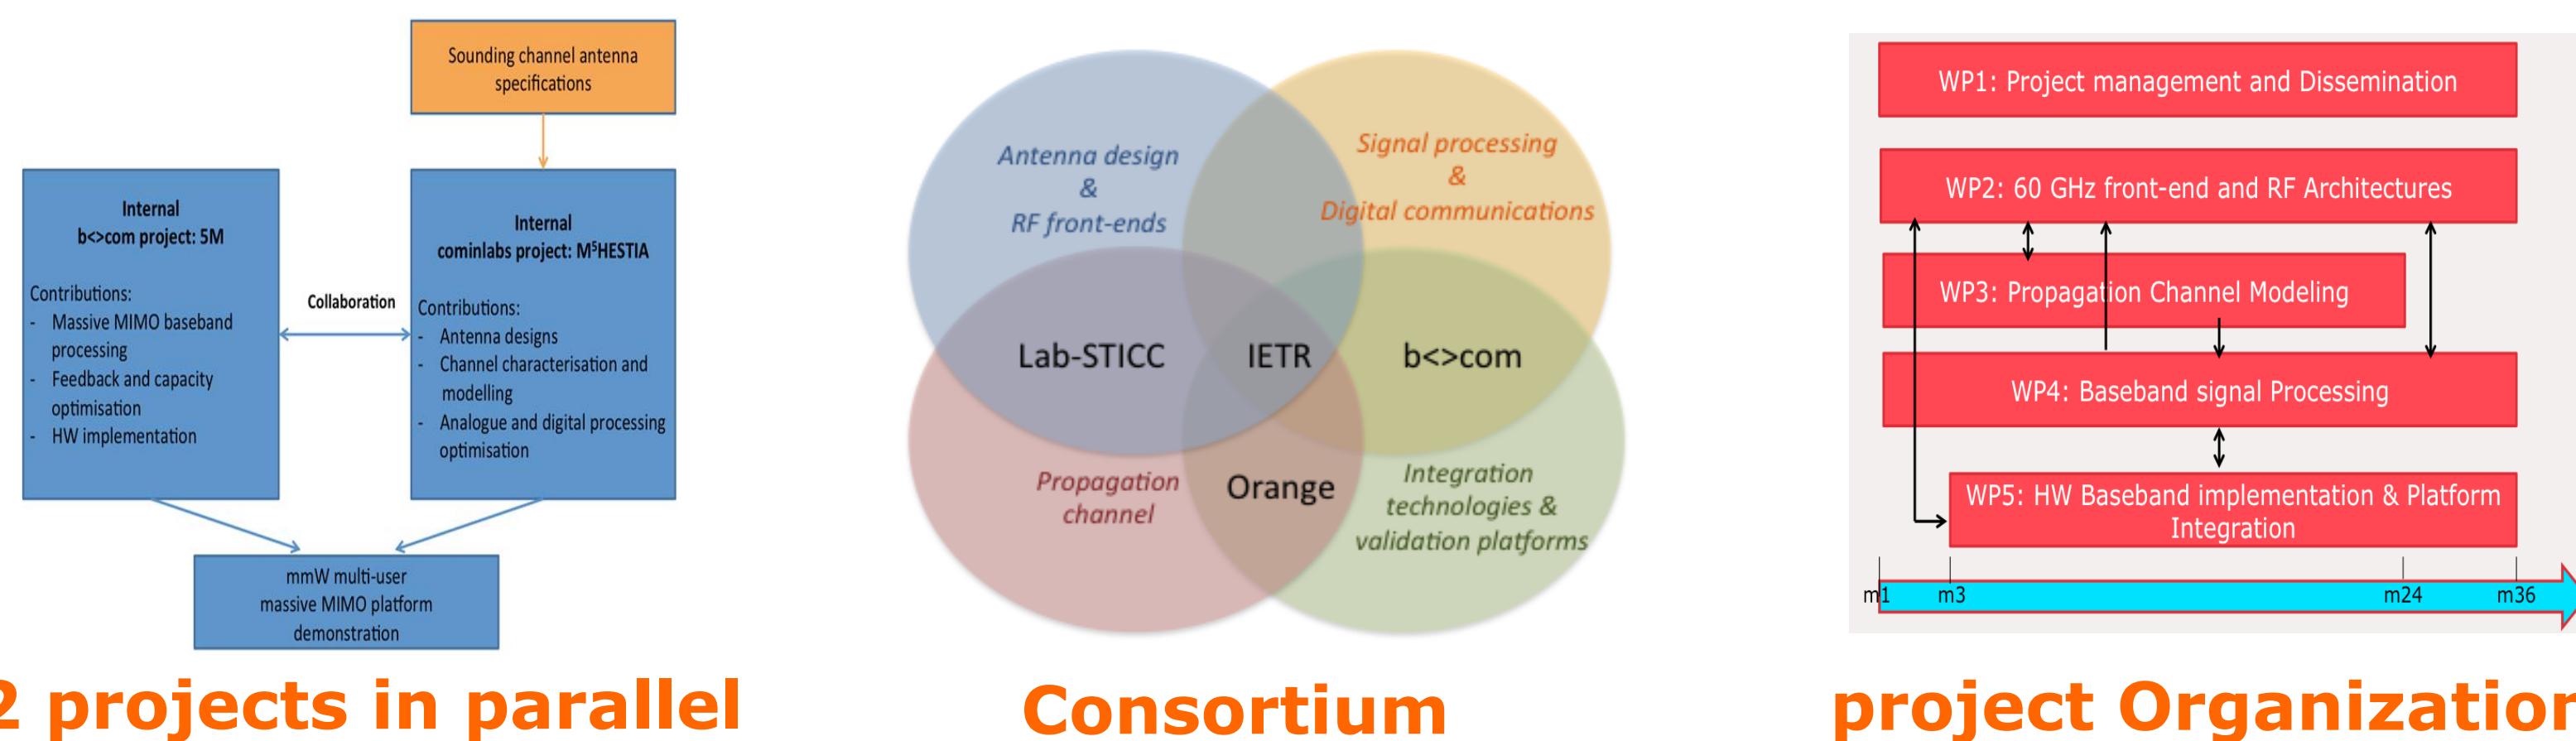 Sounding channel antenna
specifications
Internal
b<>com project: 5M
Contributions:
- Massive MIMO baseband
processing
- Feedback and capacity
optimisation
- HW implementation
Collaboration
Internal
cominlabs project: M⁵HESTIA
Contributions:
- Antenna designs
- Channel characterisation and
modelling
- Analogue and digital processing
optimisation
mmW multi-user
massive MIMO platform
demonstration
2 projects in parallel
Antenna design
&
RF front-ends
Signal processing
&
Digital communications
Lab-STICC
IETR
b<>com
Propagation
channel
Orange
Integration
technologies &
validation platforms
Consortium
WP1: Project management and Dissemination
WP2: 60 GHz front-end and RF Architectures
WP3: Propagation Channel Modeling
WP4: Baseband signal Processing
WP5: HW Baseband implementation & Platform
Integration
m1 m3 m24 m36
project Organization